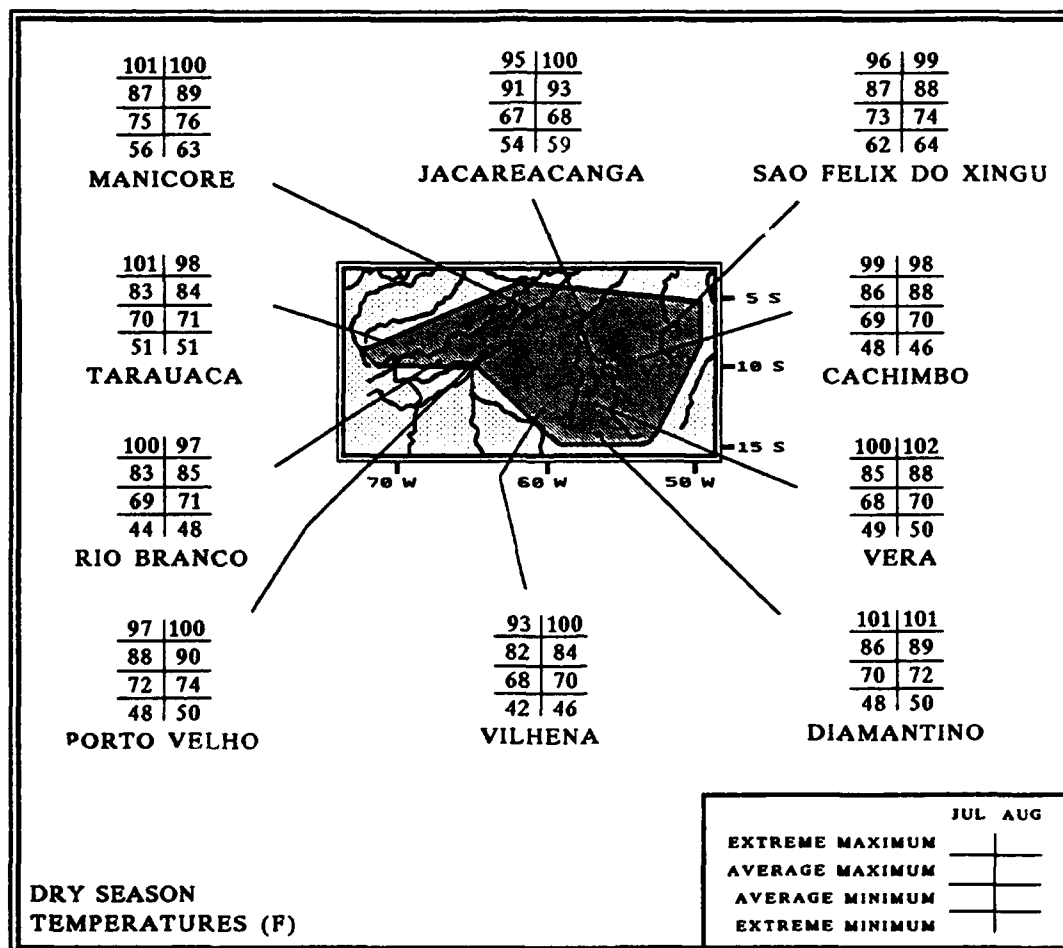 101 100
87 89
75 76
56 63
MANICORE
95 100
91 93
67 68
54 59
JACAREACANGA
96 99
87 88
73 74
62 64
SAO FELIX DO XINGU
101 98
83 84
70 71
51 51
TARAUACA
5 S
10 S
15 S
70 W 60 W 50 W
99 98
86 88
69 70
48 46
CACHIMBO
100 97
83 85
69 71
44 48
RIO BRANCO
100 102
85 88
68 70
49 50
VERA
97 100
88 90
72 74
48 50
PORTO VELHO
93 100
82 84
68 70
42 46
VILHENA
101 101
86 89
70 72
48 50
DIAMANTINO
JUL AUG
EXTREME MAXIMUM
AVERAGE MAXIMUM
AVERAGE MINIMUM
EXTREME MINIMUM
DRY SEASON
TEMPERATURES (F)